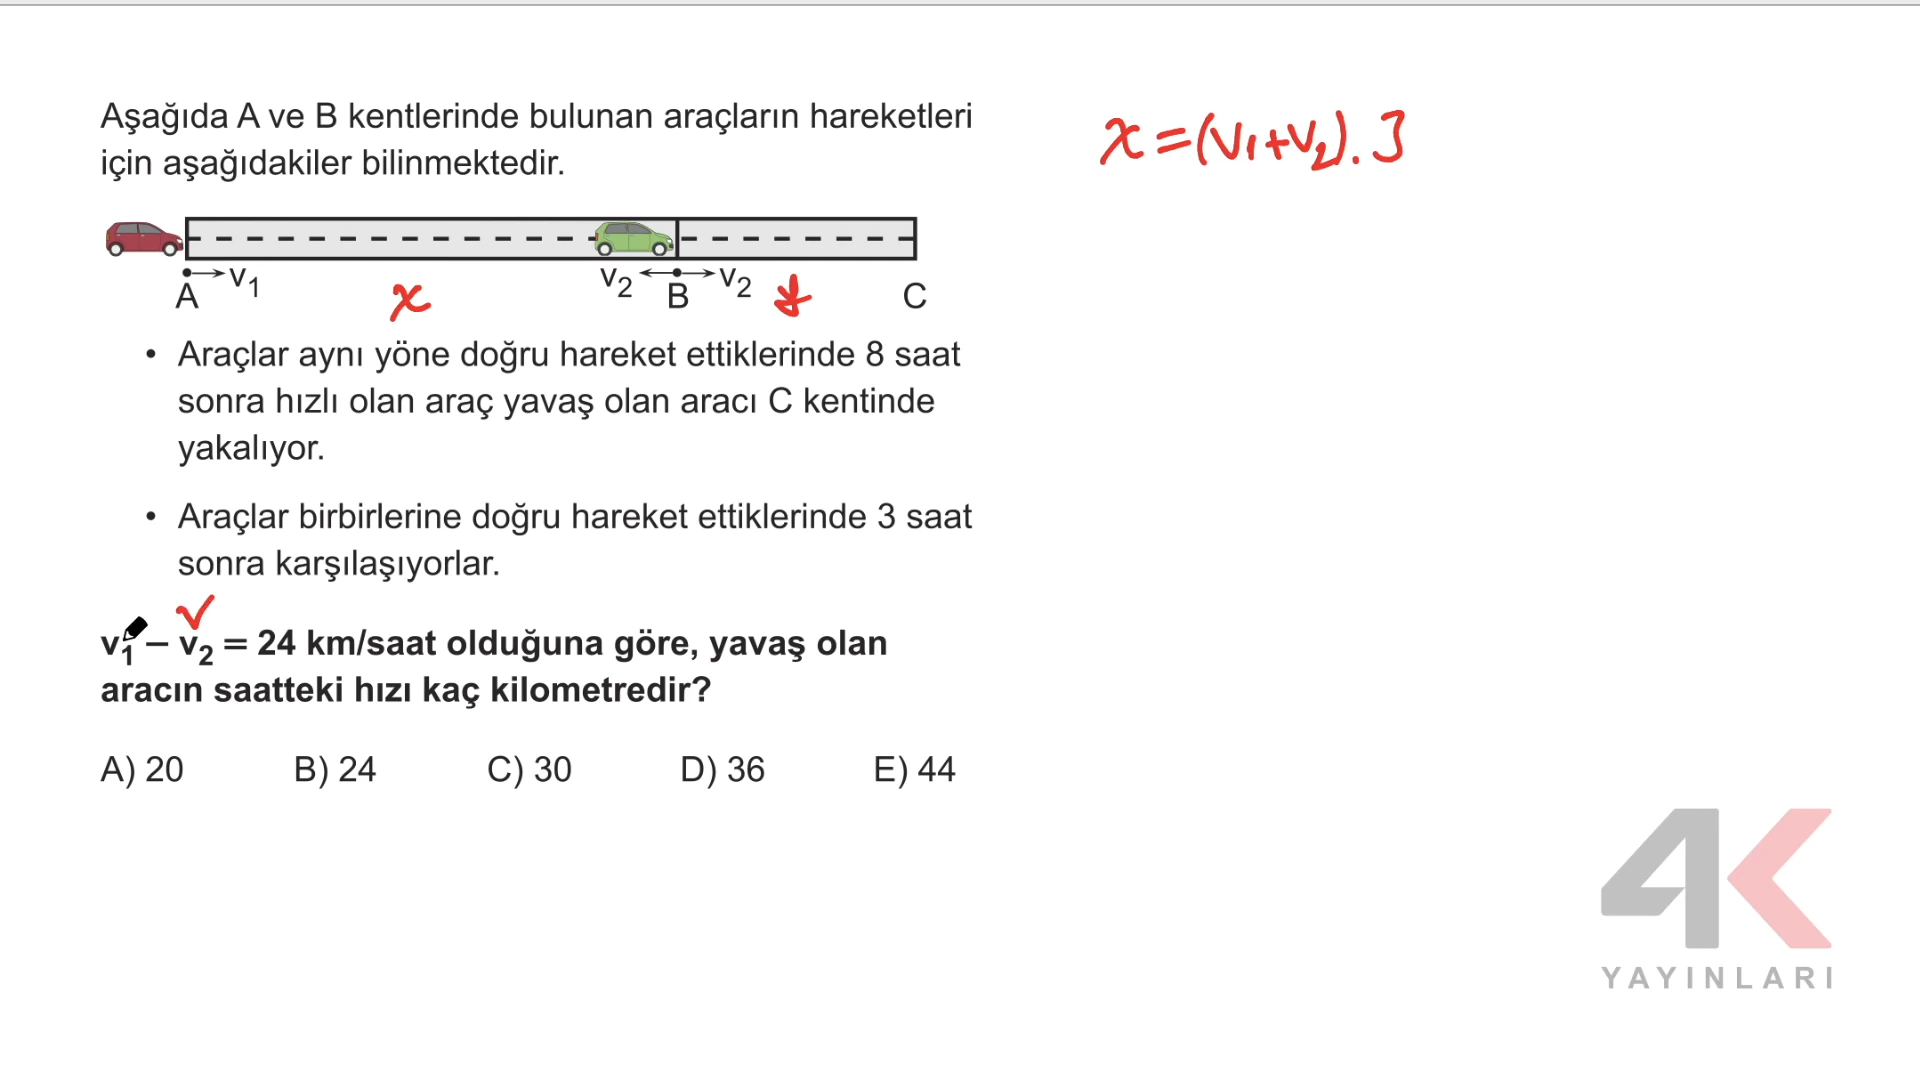 Aşağıda A ve B kentlerinde bulunan araçların hareketleri
için aşağıdakiler bilinmektedir.
x = (v₁+v₂).3
v₁ v₂ v₂
A x B C
• Araçlar aynı yöne doğru hareket ettiklerinde 8 saat
sonra hızlı olan araç yavaş olan aracı C kentinde
yakalıyor.
• Araçlar birbirlerine doğru hareket ettiklerinde 3 saat
sonra karşılaşıyorlar.
v₁ – v₂ = 24 km/saat olduğuna göre, yavaş olan
aracın saatteki hızı kaç kilometredir?
A) 20 B) 24 C) 30 D) 36 E) 44
4K
YAYINLARI